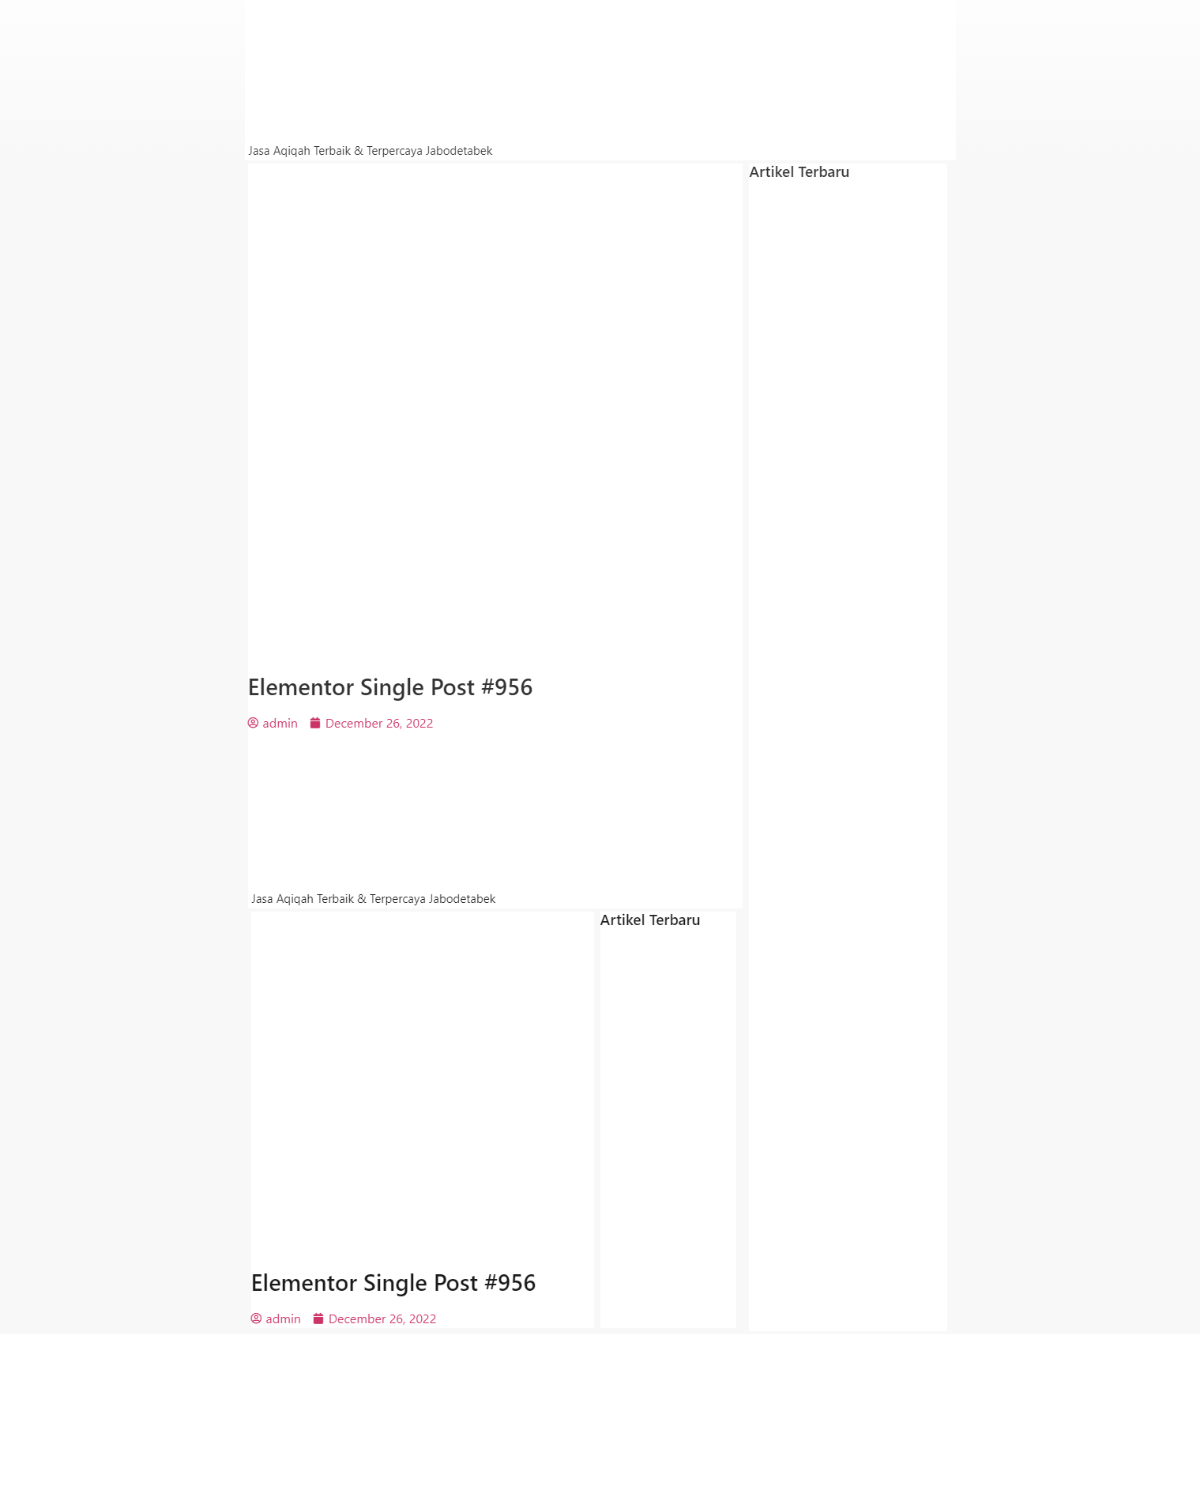 Jasa Aqiqah Terbaik & Terpercaya Jabodetabek
Artikel Terbaru
Elementor Single Post #956
admin December 26, 2022
Jasa Aqiqah Terbaik & Terpercaya Jabodetabek
Artikel Terbaru
Elementor Single Post #956
admin December 26, 2022